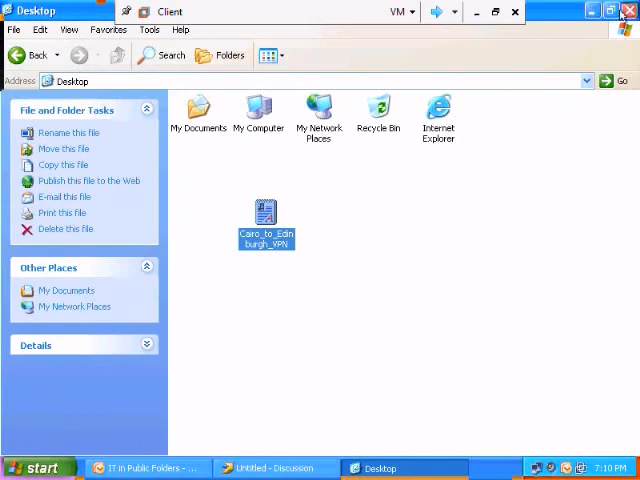 Desktop
Client
VM
File Edit View Favorites Tools Help
Back Search Folders
Address Desktop Go
File and Folder Tasks
Rename this file
Move this file
Copy this file
Publish this file to the Web
E-mail this file
Print this file
Delete this file
Other Places
My Documents
My Network Places
Details
My Documents
My Computer
My Network
Places
Recycle Bin
Internet
Explorer
Cairo_to_Edin
burgh_VPN
start
IT in Public Folders - ...
Untitled - Discussion
Desktop
7:10 PM